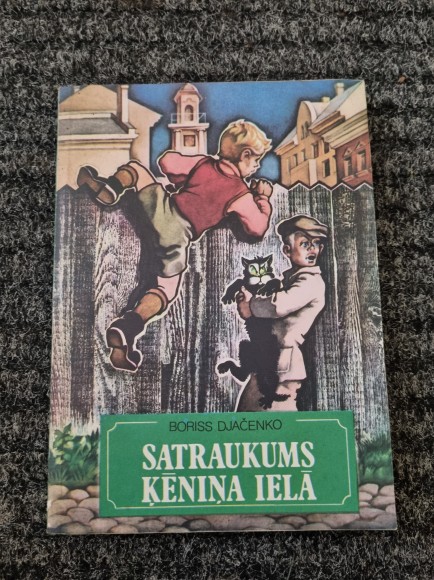 BORISS DJAČENKO
SATRAUKUMS
ĶĒNIŅA IELĀ